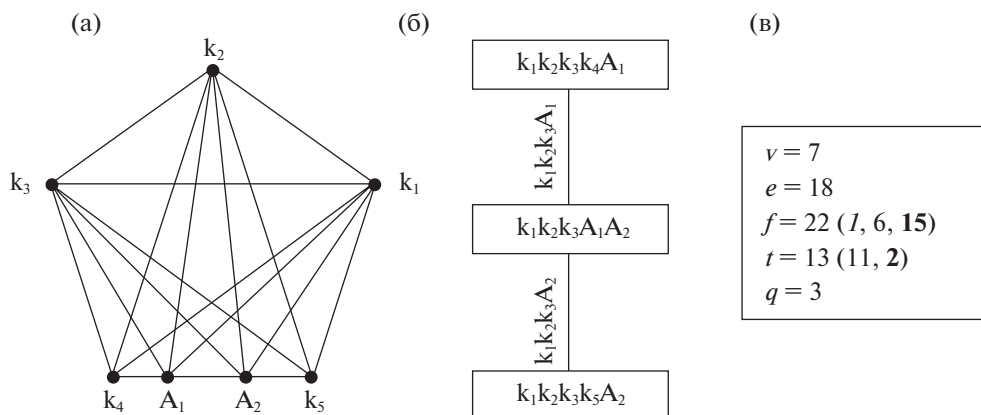 (а)
k₂
k₃
k₁
k₄ A₁ A₂ k₅
(б)
k₁k₂k₃k₄A₁
k₁k₂k₃A₁
k₁k₂k₃A₁A₂
k₁k₂k₃A₂
k₁k₂k₃k₅A₂
(в)
v = 7
e = 18
f = 22 (1, 6, 15)
t = 13 (11, 2)
q = 3